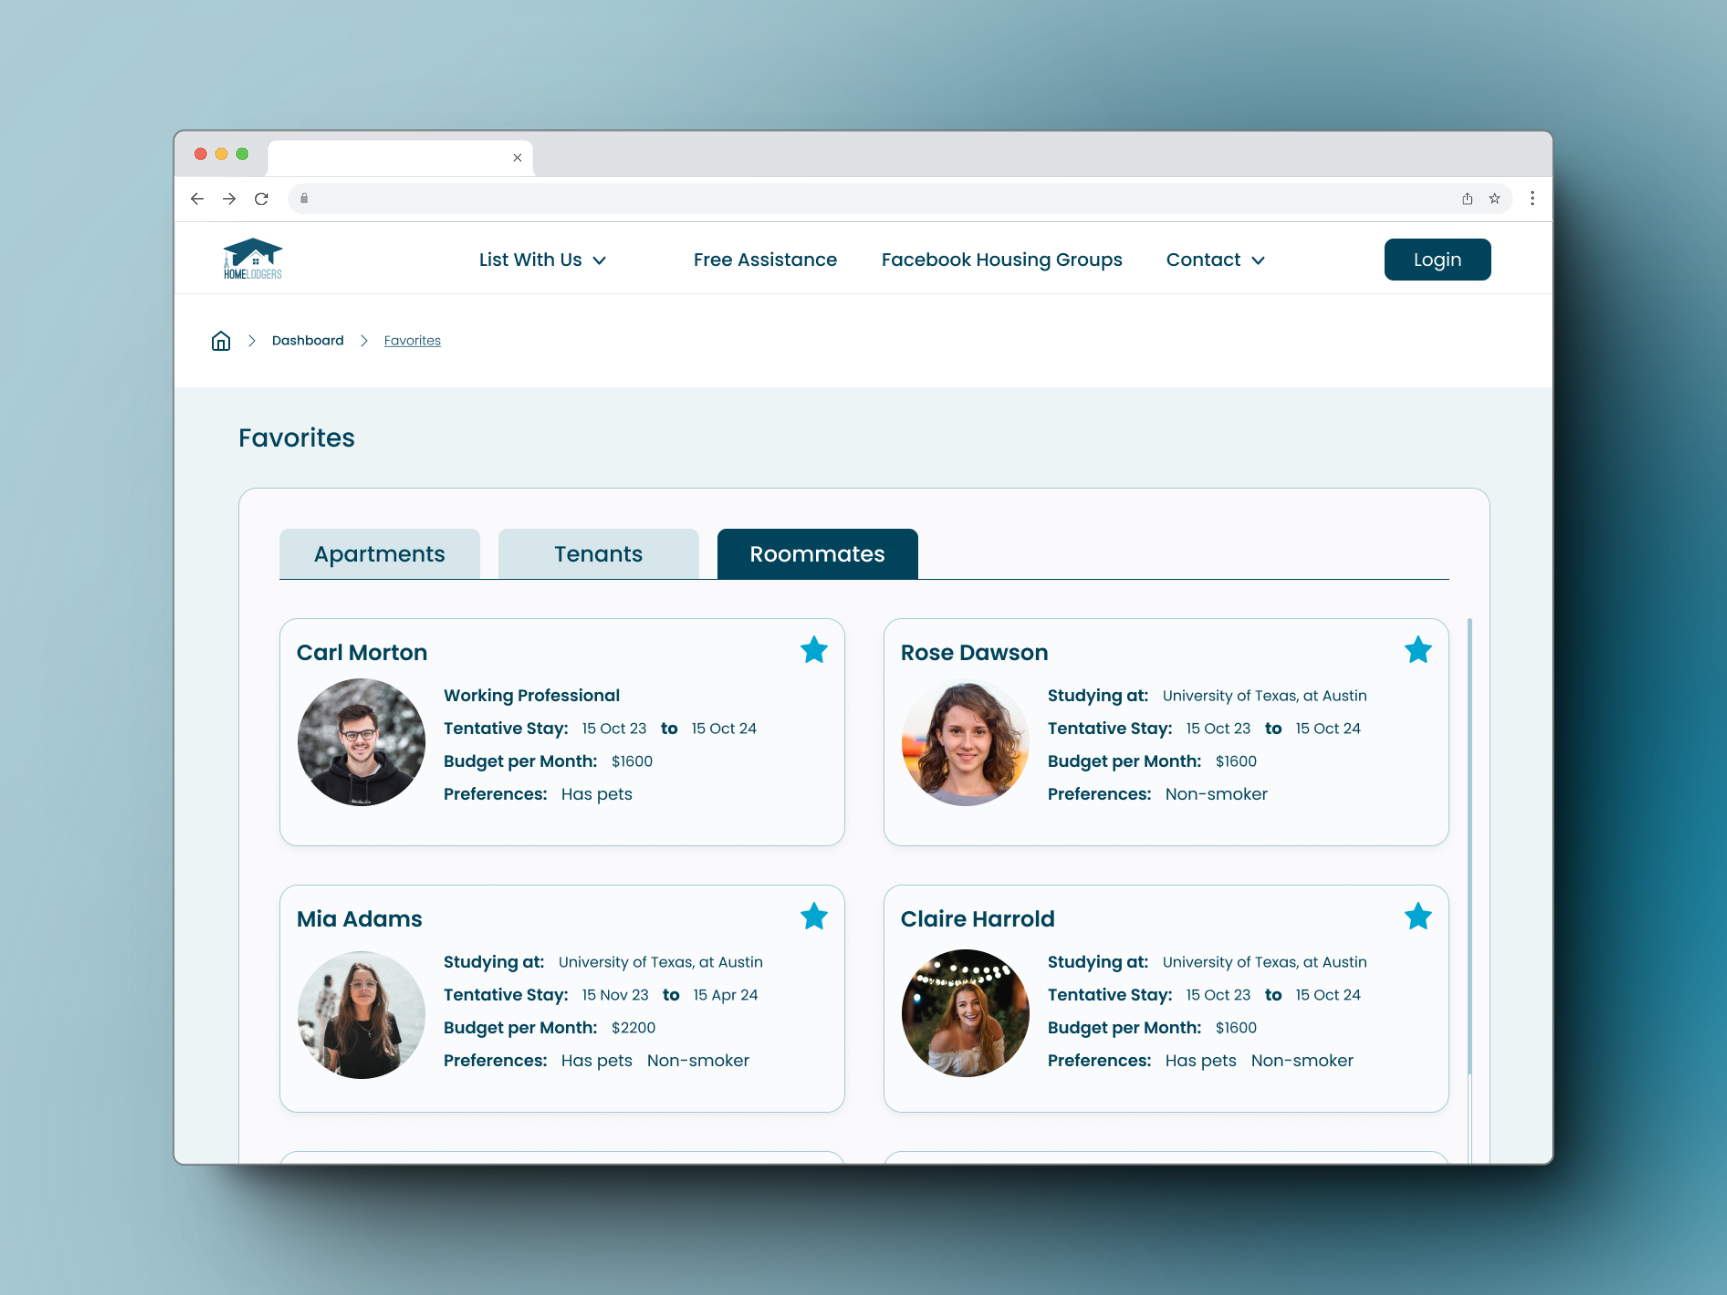 HOMELODGERS
List With Us
Free Assistance
Facebook Housing Groups
Contact
Login
Dashboard
Favorites
Favorites
Apartments
Tenants
Roommates
Carl Morton
Working Professional
Tentative Stay: 15 Oct 23 to 15 Oct 24
Budget per Month: $1600
Preferences: Has pets
Rose Dawson
Studying at: University of Texas, at Austin
Tentative Stay: 15 Oct 23 to 15 Oct 24
Budget per Month: $1600
Preferences: Non-smoker
Mia Adams
Studying at: University of Texas, at Austin
Tentative Stay: 15 Nov 23 to 15 Apr 24
Budget per Month: $2200
Preferences: Has pets Non-smoker
Claire Harrold
Studying at: University of Texas, at Austin
Tentative Stay: 15 Oct 23 to 15 Oct 24
Budget per Month: $1600
Preferences: Has pets Non-smoker